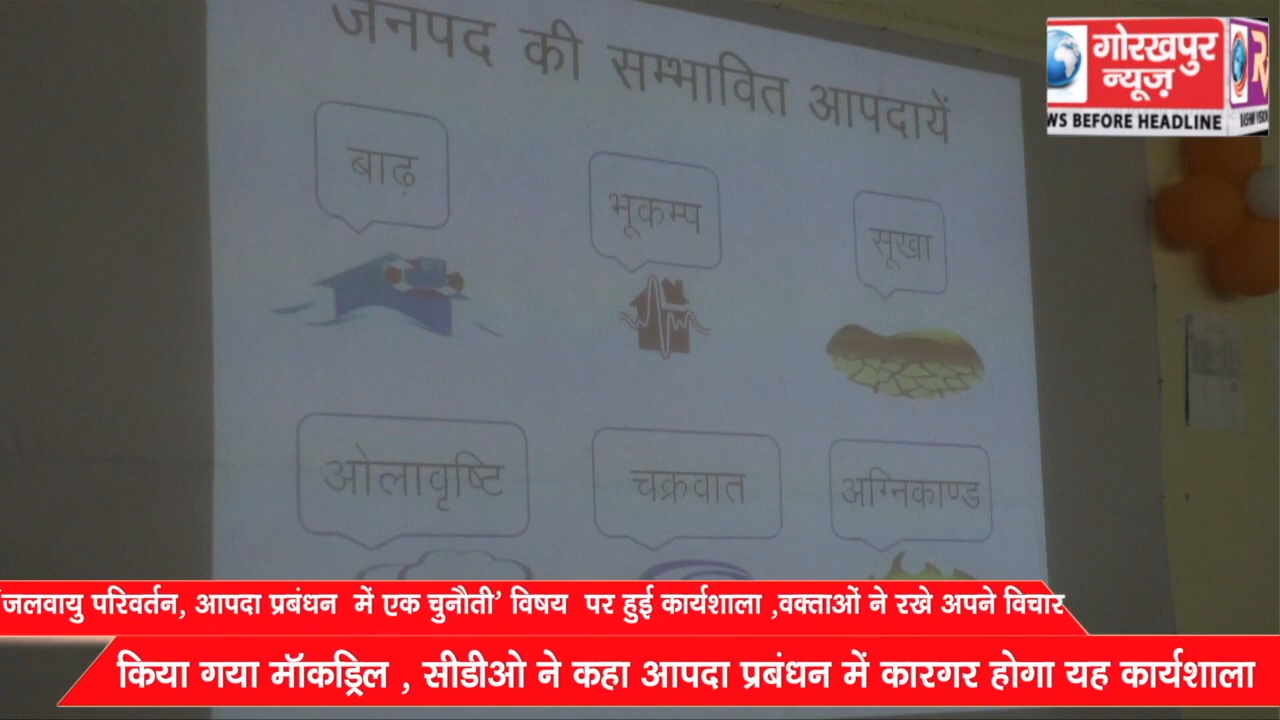 जनपद की सम्भावित आपदायें
गोरखपुर
न्यूज़
WS BEFORE HEADLINE
बाढ़
भूकम्प
सूखा
ओलावृष्टि
चक्रवात
अग्निकाण्ड
'जलवायु परिवर्तन, आपदा प्रबंधन में एक चुनौती' विषय पर हुई कार्यशाला ,वक्ताओं ने रखे अपने विचार
किया गया मॉकड्रिल , सीडीओ ने कहा आपदा प्रबंधन में कारगर होगा यह कार्यशाला